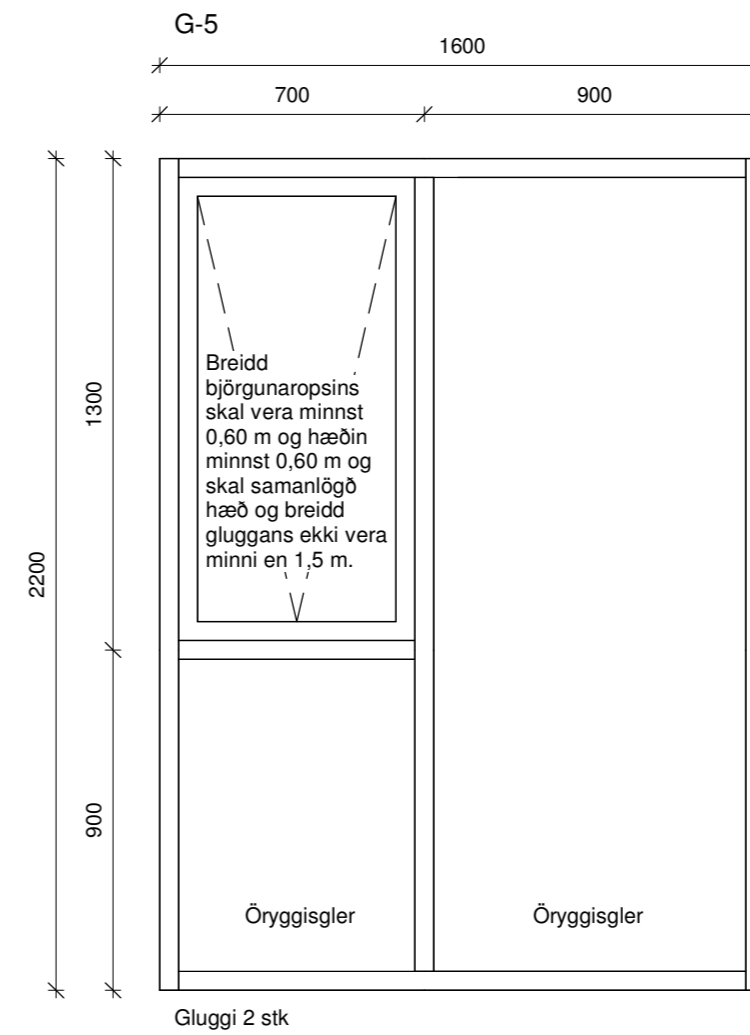 G-5
1600
700
900
1300
2200
900
Breidd
björgunaropsins
skal vera minnst
0,60 m og hæðin
minnst 0,60 m og
skal samanlögð
hæð og breidd
gluggans ekki vera
minni en 1,5 m.
Öryggisgler
Öryggisgler
Gluggi 2 stk